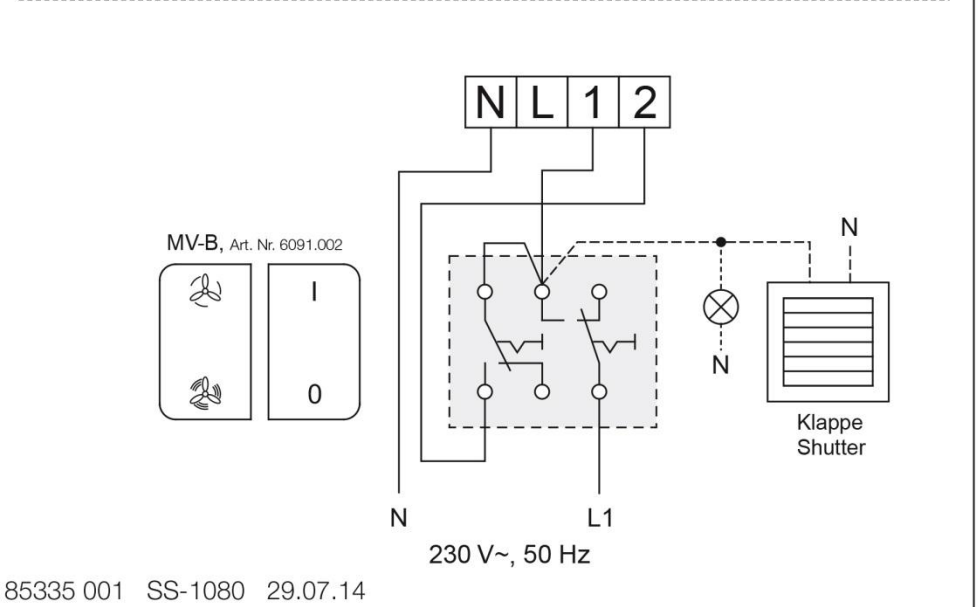 N L 1 2
N
MV-B, Art. Nr. 6091.002
I
0
N
Klappe
Shutter
N L1
230 V~, 50 Hz
85335 001 SS-1080 29.07.14